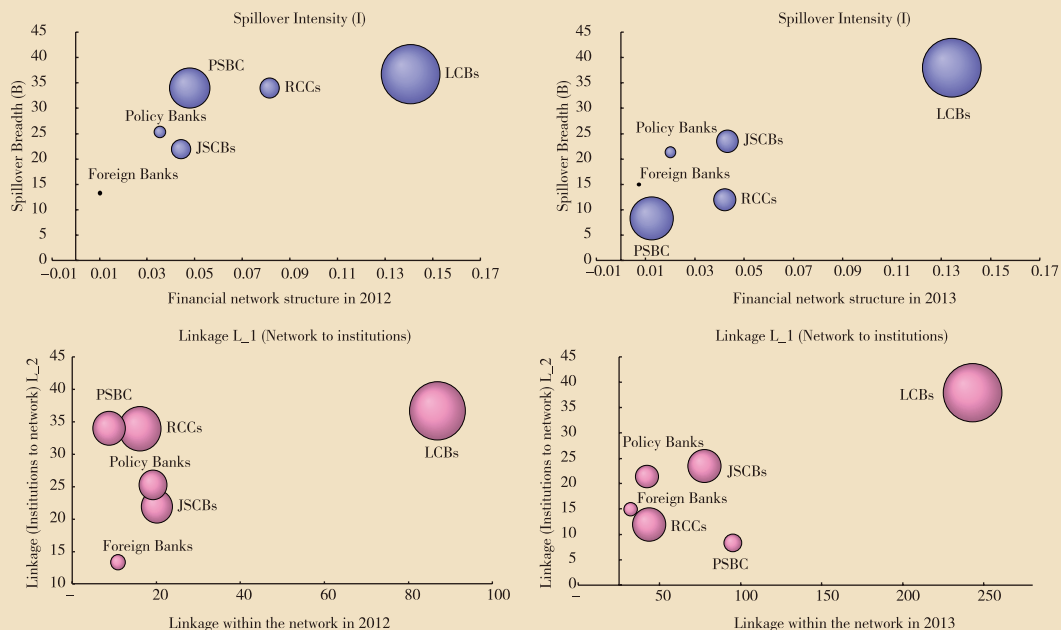 Spillover Intensity (I)
Spillover Breadth (B)
45
40
35
30
25
20
15
10
5
0
PSBC
RCCs
LCBs
Policy Banks
JSCBs
Foreign Banks
−0.01 0.01 0.03 0.05 0.07 0.09 0.11 0.13 0.15 0.17
Financial network structure in 2012
Spillover Intensity (I)
Spillover Breadth (B)
45
40
35
30
25
20
15
10
5
0
LCBs
Policy Banks
JSCBs
Foreign Banks
RCCs
PSBC
−0.01 0.01 0.03 0.05 0.07 0.09 0.11 0.13 0.15 0.17
Financial network structure in 2013
Linkage L_1 (Network to institutions)
Linkage (Institutions to network) L_2
45
40
35
30
25
20
15
10
PSBC
RCCs
LCBs
Policy Banks
JSCBs
Foreign Banks
– 20 40 60 80 100
Linkage within the network in 2012
Linkage L_1 (Network to institutions)
Linkage (Institutions to network) L_2
45
40
35
30
25
20
15
10
5
0
LCBs
Policy Banks
JSCBs
Foreign Banks
RCCs
PSBC
– 50 100 150 200 250
Linkage within the network in 2013